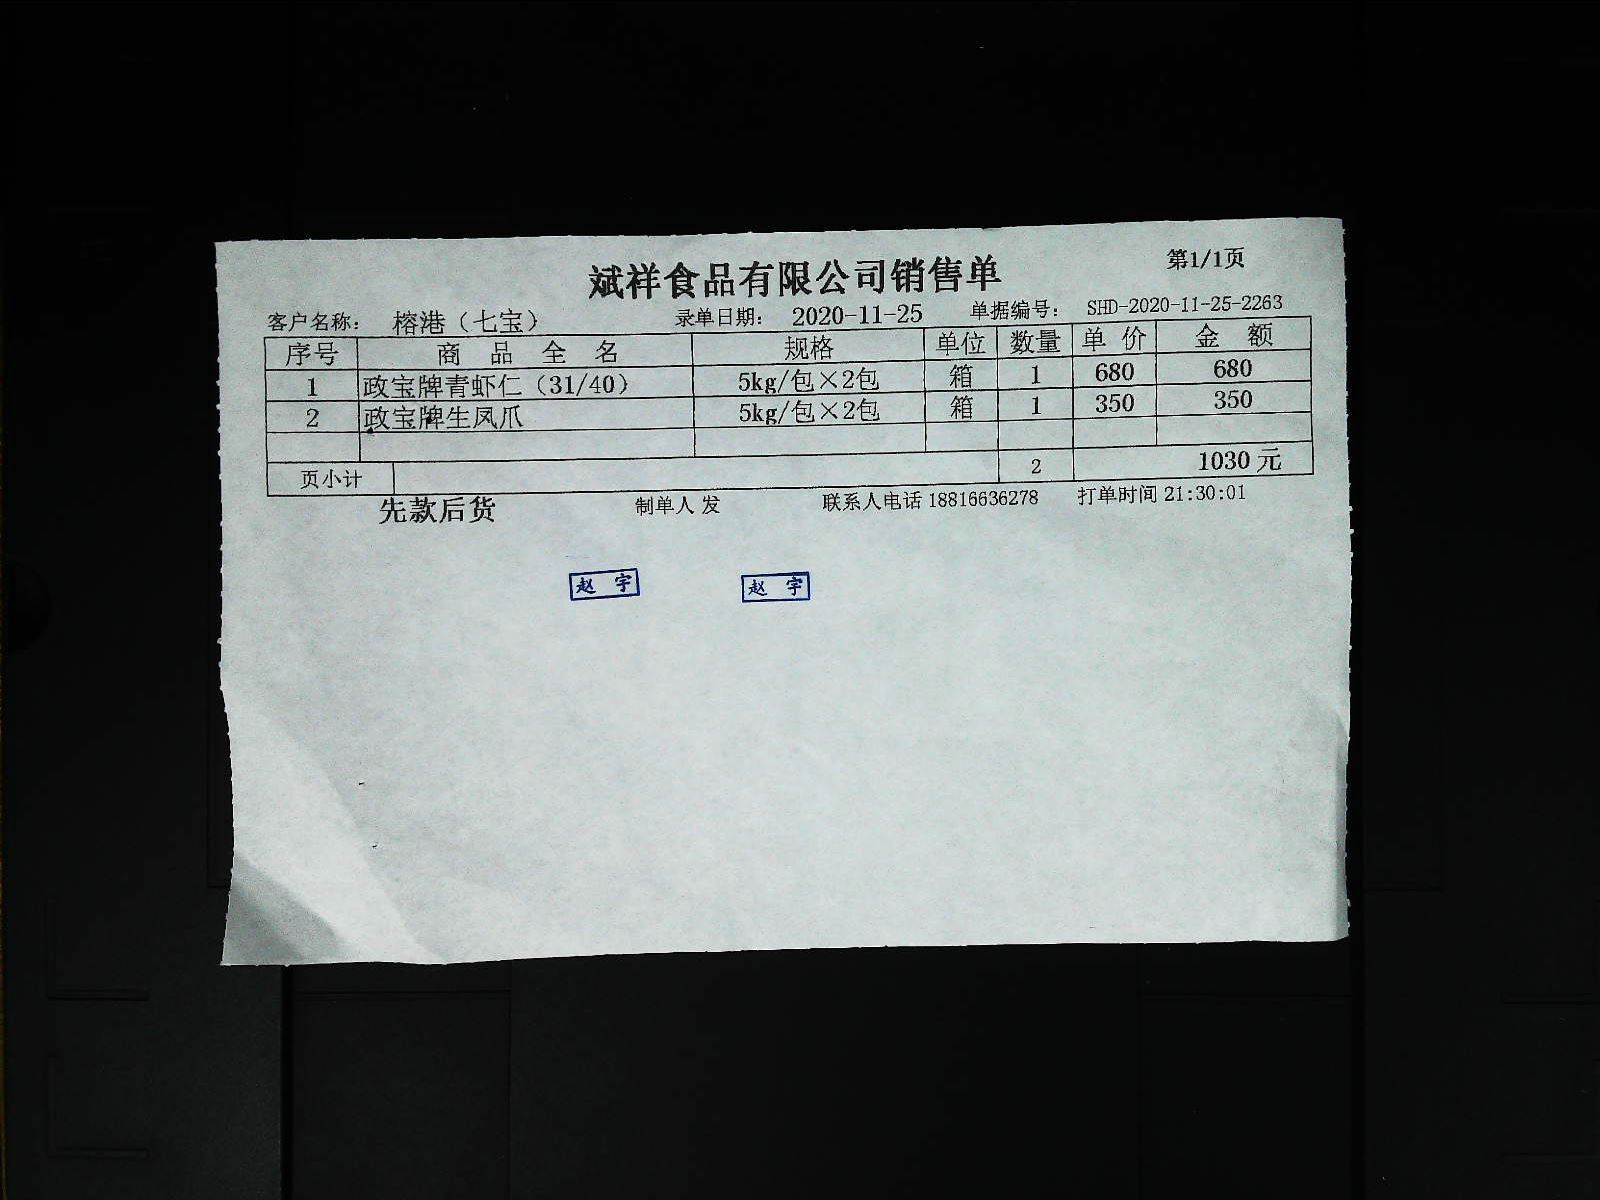 第1/1页
斌祥食品有限公司销售单
客户名称： 榕港（七宝） 录单日期： 2020-11-25 单据编号： SHD-2020-11-25-2263
序号 商品全名 规格 单位 数量 单价 金额
1 政宝牌青虾仁（31/40） 5kg/包×2包 箱 1 680 680
2 政宝牌生凤爪 5kg/包×2包 箱 1 350 350
页小计 2 1030元
先款后货 制单人 发 联系人电话 18816636278 打单时间 21:30:01
赵宇 赵宇